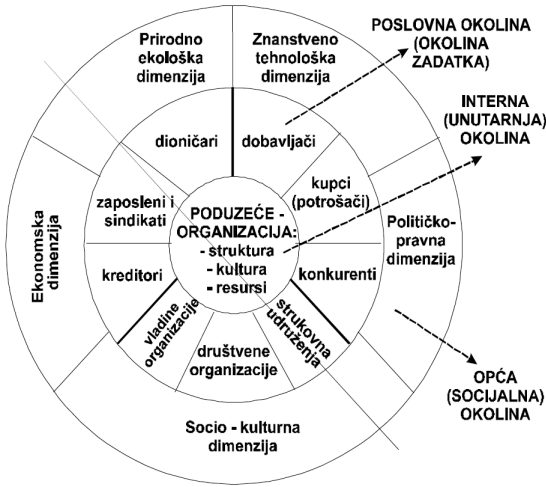 Prirodno
ekološka
dimenzija
Znanstveno
tehnološka
dimenzija
POSLOVNA OKOLINA
(OKOLINA
ZADATKA)
INTERNA
(UNUTARNJA)
OKOLINA
dioničari
dobavljači
zaposleni i
sindikati
kupci
(potrošači)
PODUZEĆE -
ORGANIZACIJA:
- struktura
- kultura
- resursi
Ekonomska
dimenzija
Političko-
pravna
dimenzija
kreditori
konkurenti
vladine
organizacije
društvene
organizacije
strukovna
udruženja
Socio - kulturna
dimenzija
OPĆA
(SOCIJALNA)
OKOLINA